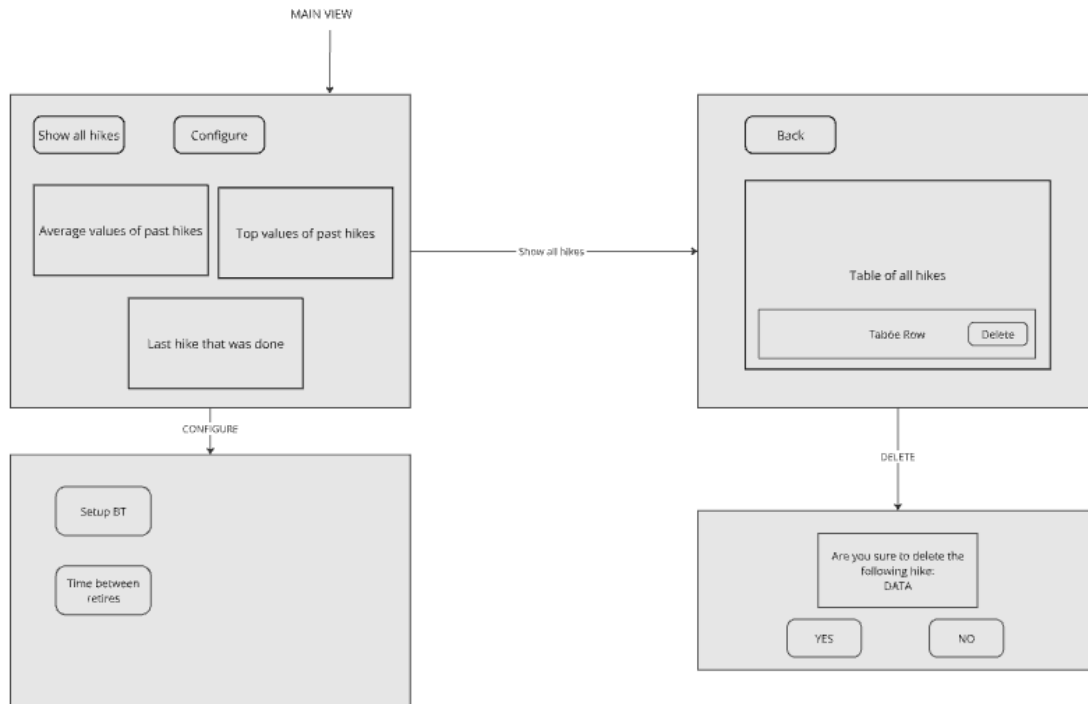 MAIN VIEW
Show all hikes
Configure
Average values of past hikes
Top values of past hikes
Last hike that was done
Show all hikes
Back
Table of all hikes
Taböe Row
Delete
CONFIGURE
DELETE
Setup BT
Time between
retires
Are you sure to delete the
following hike:
DATA
YES
NO